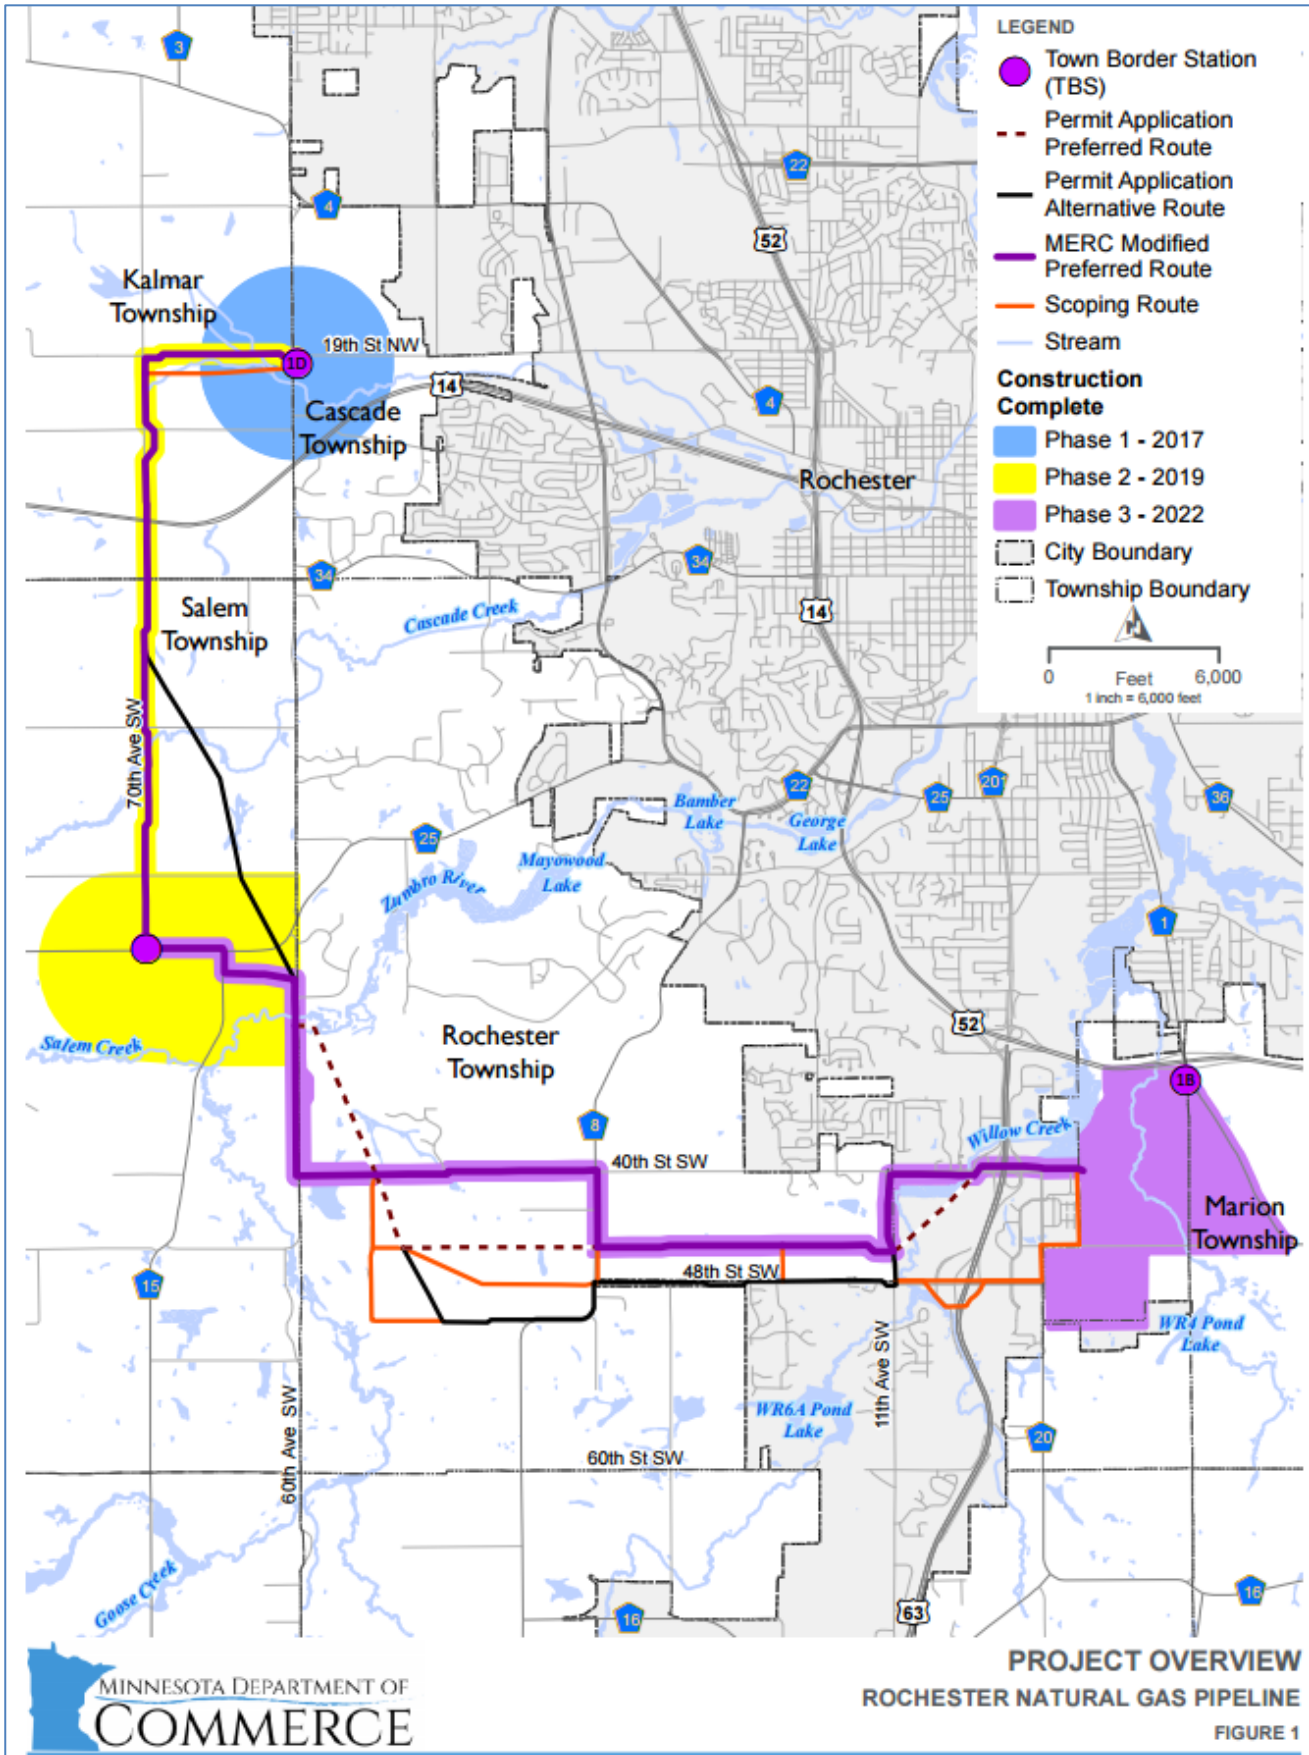 LEGEND
Town Border Station
(TBS)
Permit Application
Preferred Route
Permit Application
Alternative Route
MERC Modified
Preferred Route
Scoping Route
Stream
Construction
Complete
Phase 1 - 2017
Phase 2 - 2019
Phase 3 - 2022
City Boundary
Township Boundary
0 Feet 6,000
1 inch = 6,000 feet
3
22
4
52
Kalmar
Township
19th St NW
1D
14
4
Cascade
Township
Rochester
34
34
Salem
Township
Cascade Creek
14
70th Ave SW
22
201
25
36
Bamber
Lake
George
Lake
25
Mayowood
Lake
Zumbro River
1
52
Salem Creek
Rochester
Township
1B
8
Willow Creek
40th St SW
Marion
Township
48th St SW
15
WR4 Pond
Lake
11th Ave SW
WR6A Pond
Lake
20
60th Ave SW
60th St SW
Goose Creek
16
63
16
MINNESOTA DEPARTMENT OF
COMMERCE
PROJECT OVERVIEW
ROCHESTER NATURAL GAS PIPELINE
FIGURE 1